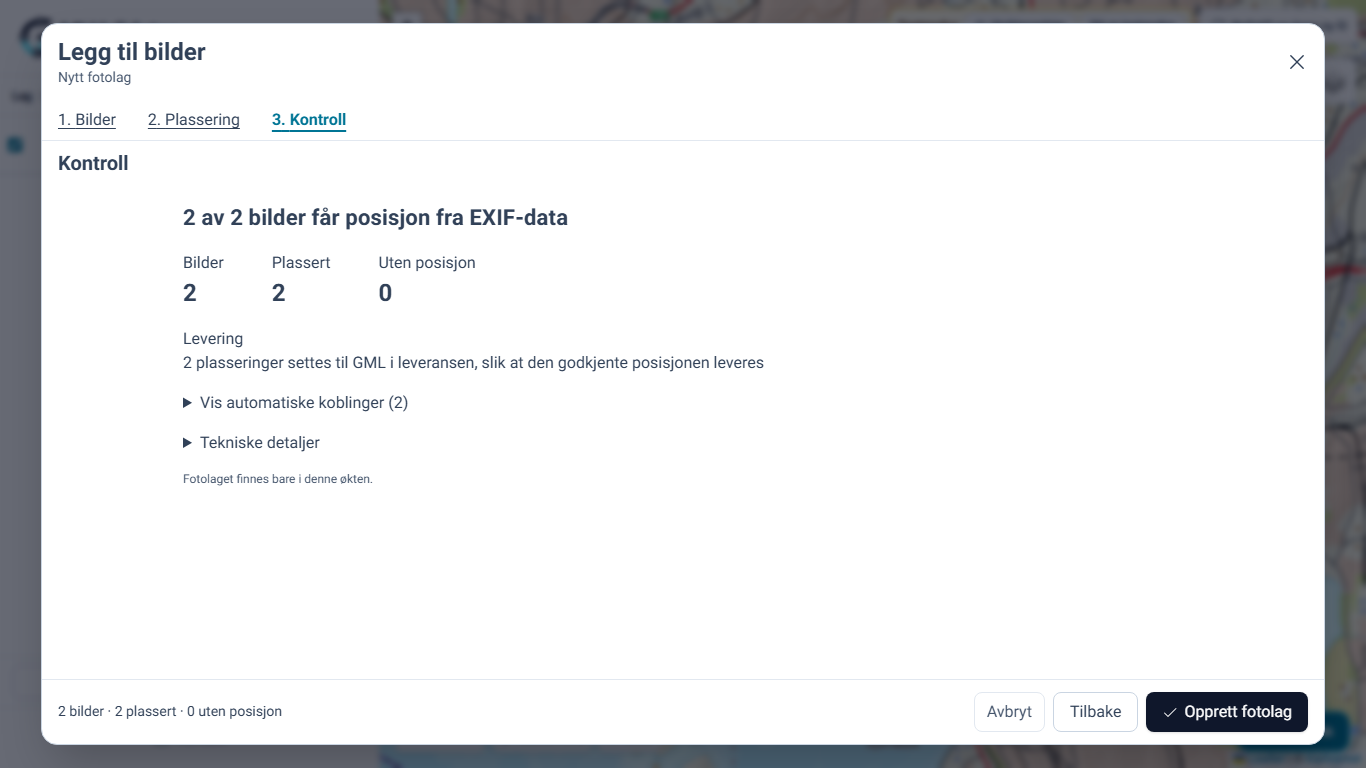 Legg til bilder
Nytt fotolag
1. Bilder
2. Plassering
3. Kontroll
Kontroll
2 av 2 bilder får posisjon fra EXIF-data
Bilder
Plassert
Uten posisjon
2
2
0
Levering
2 plasseringer settes til GML i leveransen, slik at den godkjente posisjonen leveres
Vis automatiske koblinger (2)
Tekniske detaljer
Fotolaget finnes bare i denne økten.
2 bilder · 2 plassert · 0 uten posisjon
Avbryt
Tilbake
Opprett fotolag